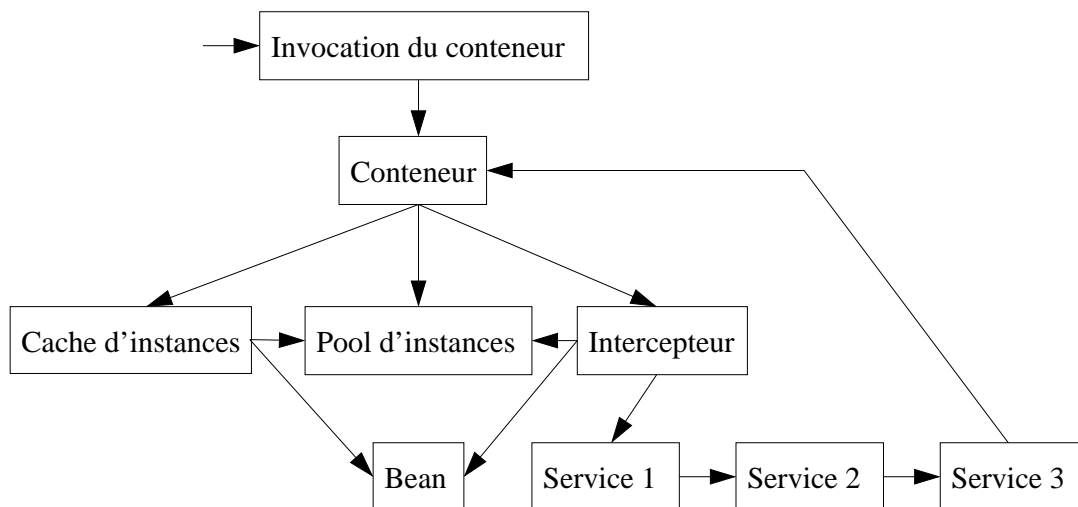 Invocation du conteneur
Conteneur
Cache d'instances
Pool d'instances
Intercepteur
Bean
Service 1
Service 2
Service 3